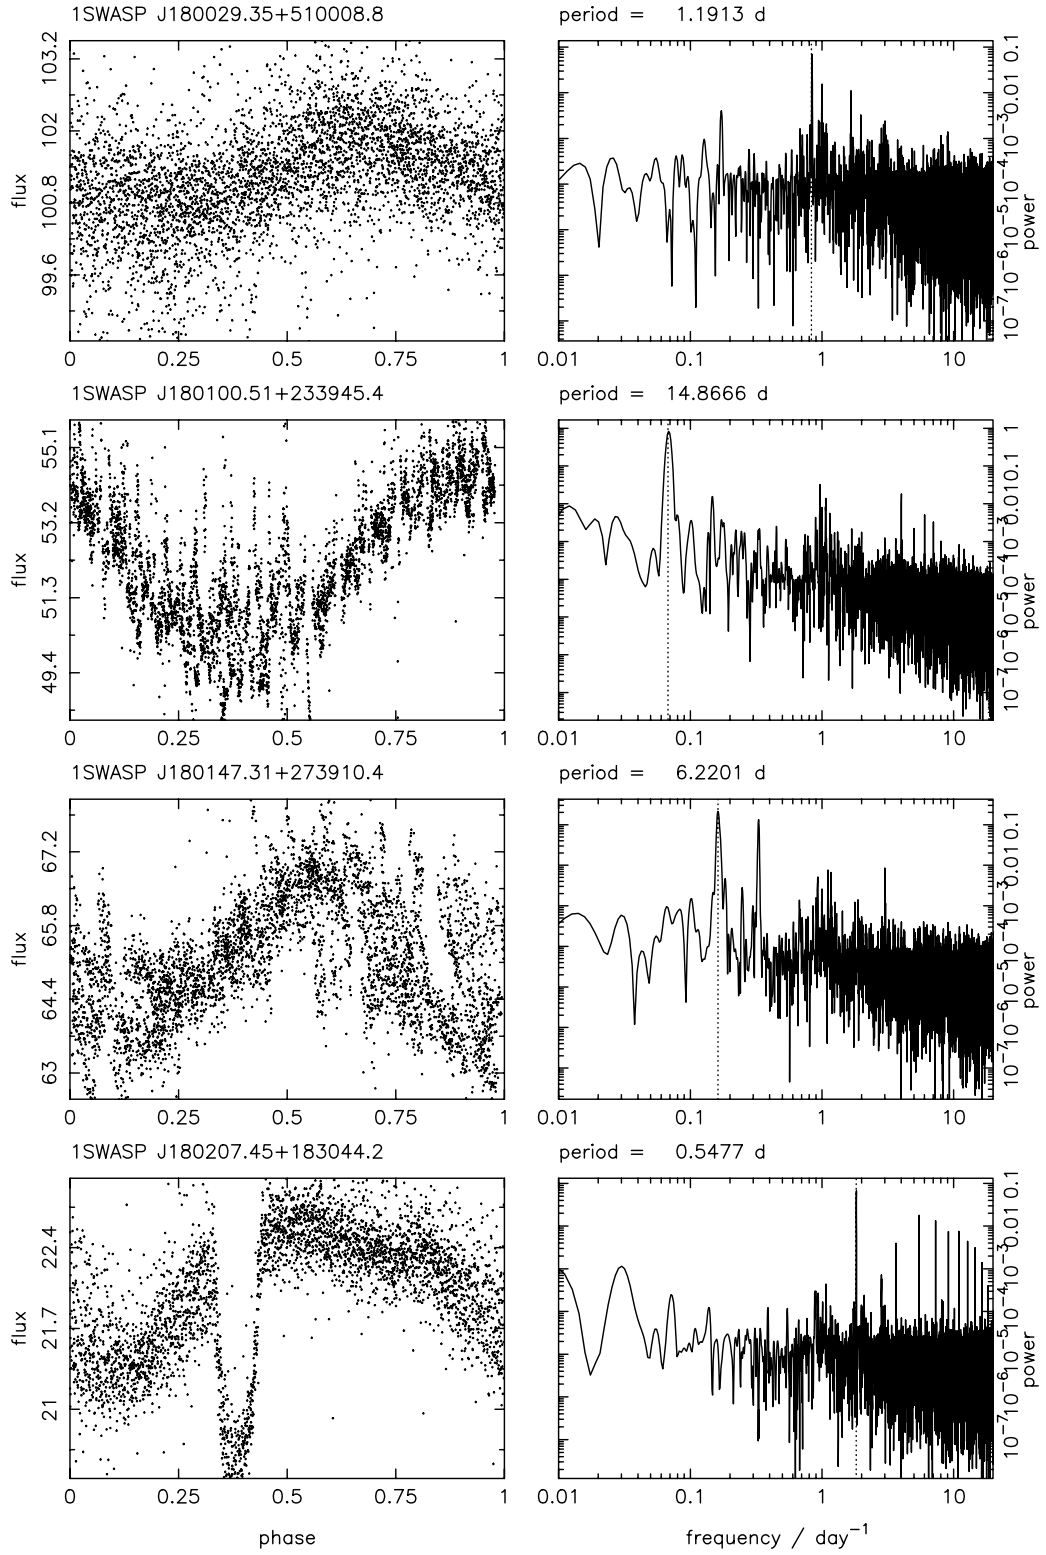 1SWASP J180029.35+510008.8
period = 1.1913 d
flux
103.2
102
100.8
99.6
0 0.25 0.5 0.75 1
0.1
0.01
10−3
10−4
10−5
10−6
10−7
power
0.01 0.1 1 10
1SWASP J180100.51+233945.4
period = 14.8666 d
flux
55.1
53.2
51.3
49.4
0 0.25 0.5 0.75 1
1
0.1
0.01
10−3
10−4
10−5
10−6
10−7
power
0.01 0.1 1 10
1SWASP J180147.31+273910.4
period = 6.2201 d
flux
67.2
65.8
64.4
63
0 0.25 0.5 0.75 1
0.1
0.01
10−3
10−4
10−5
10−6
10−7
power
0.01 0.1 1 10
1SWASP J180207.45+183044.2
period = 0.5477 d
flux
22.4
21.7
21
0 0.25 0.5 0.75 1
phase
0.1
0.01
10−3
10−4
10−5
10−6
10−7
power
0.01 0.1 1 10
frequency / day−1